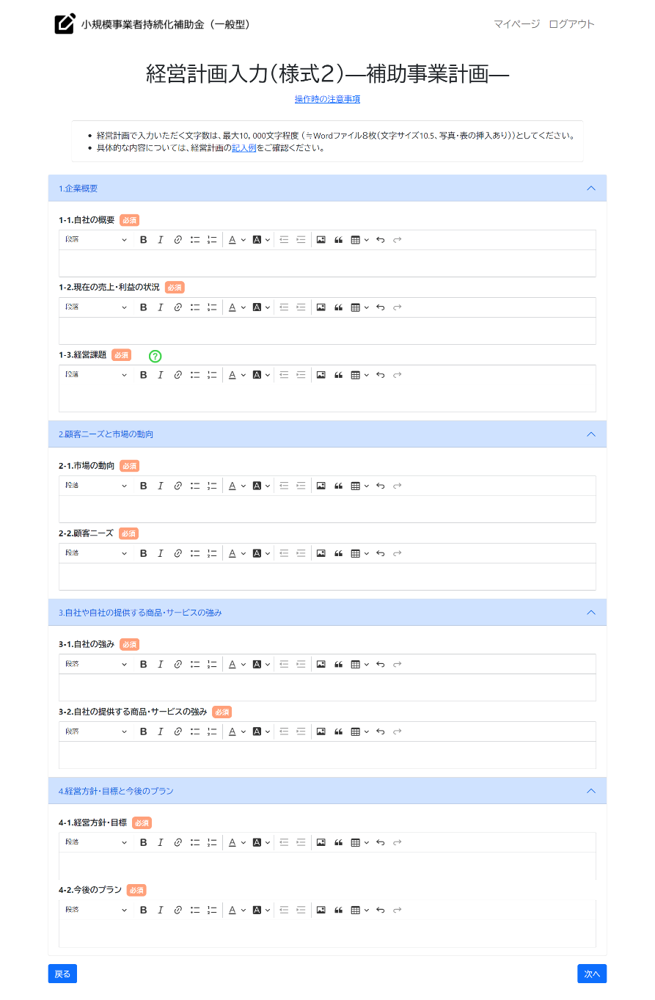 小規模事業者持続化補助金（一般型）
マイページ ログアウト
経営計画入力（様式２）―補助事業計画―
操作時の注意事項
• 経営計画で入力いただく文字数は、最大10，000文字程度 （≒Wordファイル８枚（文字サイズ10.5、写真・表の挿入あり））としてください。
• 具体的な内容については、経営計画の記入例をご確認ください。
1.企業概要
1-1.自社の概要 必須
段落
1-2.現在の売上・利益の状況 必須
段落
1-3.経営課題 必須
段落
2.顧客ニーズと市場の動向
2-1.市場の動向 必須
段落
2-2.顧客ニーズ 必須
段落
3.自社や自社の提供する商品・サービスの強み
3-1.自社の強み 必須
段落
3-2.自社の提供する商品・サービスの強み 必須
段落
4.経営方針・目標と今後のプラン
4-1.経営方針・目標 必須
段落
4-2.今後のプラン 必須
段落
戻る 次へ